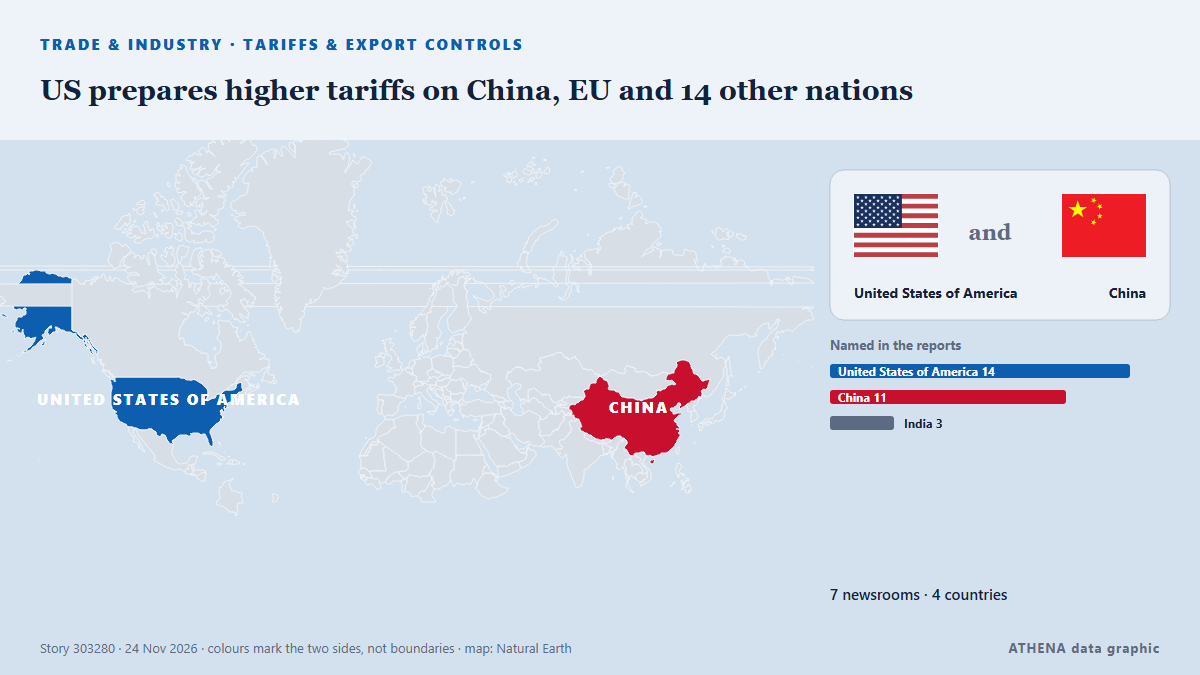 TRADE & INDUSTRY · TARIFFS & EXPORT CONTROLS
US prepares higher tariffs on China, EU and 14 other nations
and
United States of America
China
Named in the reports
United States of America 14
China 11
India 3
UNITED STATES OF AMERICA
CHINA
7 newsrooms · 4 countries
Story 303280 · 24 Nov 2026 · colours mark the two sides, not boundaries · map: Natural Earth
ATHENA data graphic